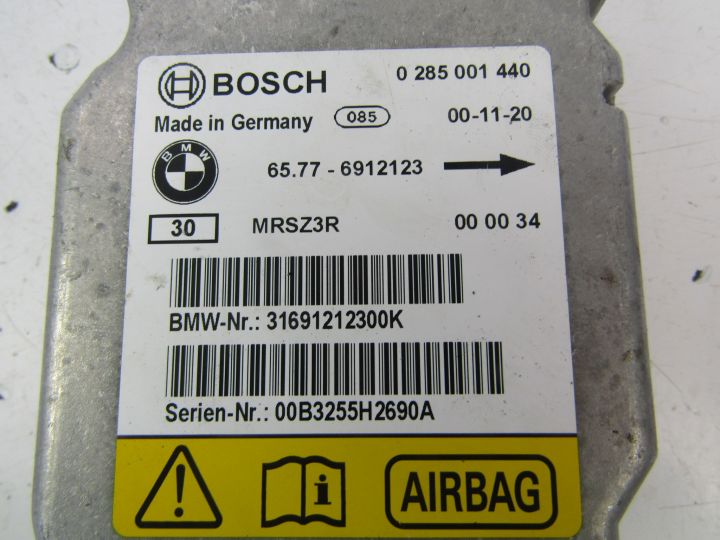 BOSCH 0 285 001 440
Made in Germany 085 00-11-20
BMW 65.77 - 6912123
30 MRSZ3R 00 00 34
BMW-Nr.: 31691212300K
Serien-Nr.: 00B3255H2690A
i AIRBAG